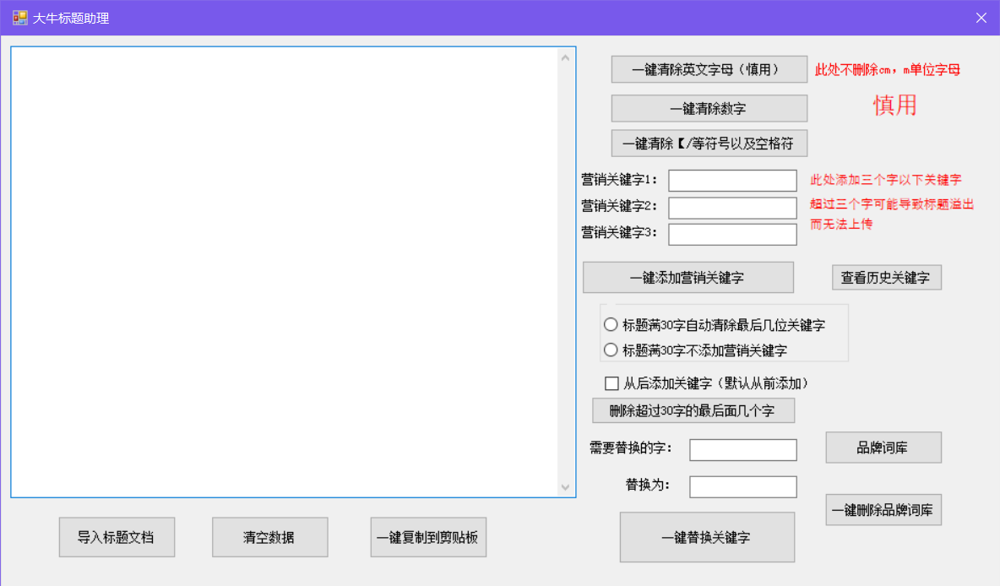 大牛标题助理
一键清除英文字母（慎用）
此处不删除cm，m单位字母
一键清除数字
慎用
一键清除【/等符号以及空格符
营销关键字1：
此处添加三个字以下关键字
营销关键字2：
超过三个字可能导致标题溢出
而无法上传
营销关键字3：
一键添加营销关键字
查看历史关键字
标题满30字自动清除最后几位关键字
标题满30字不添加营销关键字
从后添加关键字（默认从前添加）
删除超过30字的最后面几个字
需要替换的字：
品牌词库
替换为：
一键删除品牌词库
导入标题文档
清空数据
一键复制到剪贴板
一键替换关键字